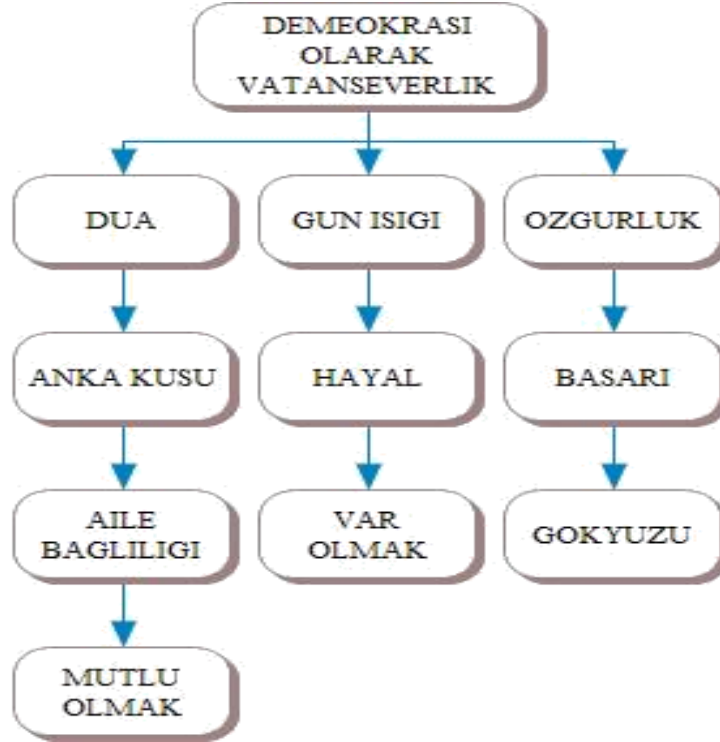 DEMEOKRASI
OLARAK
VATANSEVERLIK
DUA
GUN ISIGI
OZGURLUK
ANKA KUSU
HAYAL
BASARI
AILE
BAGLILIGI
VAR
OLMAK
GOKYUZU
MUTLU
OLMAK